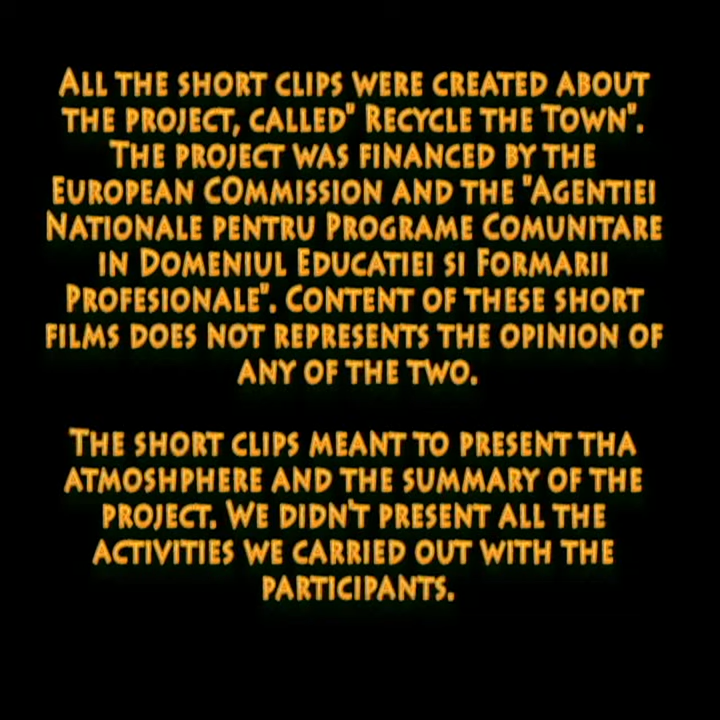 ALL THE SHORT CLIPS WERE CREATED ABOUT
THE PROJECT, CALLED" RECYCLE THE TOWN".
THE PROJECT WAS FINANCED BY THE
EUROPEAN COMMISSION AND THE "AGENTIEI
NATIONALE PENTRU PROGRAME COMUNITARE
IN DOMENIUL EDUCATIEI SI FORMARII
PROFESIONALE". CONTENT OF THESE SHORT
FILMS DOES NOT REPRESENTS THE OPINION OF
ANY OF THE TWO.
THE SHORT CLIPS MEANT TO PRESENT THA
ATMOSHPHERE AND THE SUMMARY OF THE
PROJECT. WE DIDN'T PRESENT ALL THE
ACTIVITIES WE CARRIED OUT WITH THE
PARTICIPANTS.